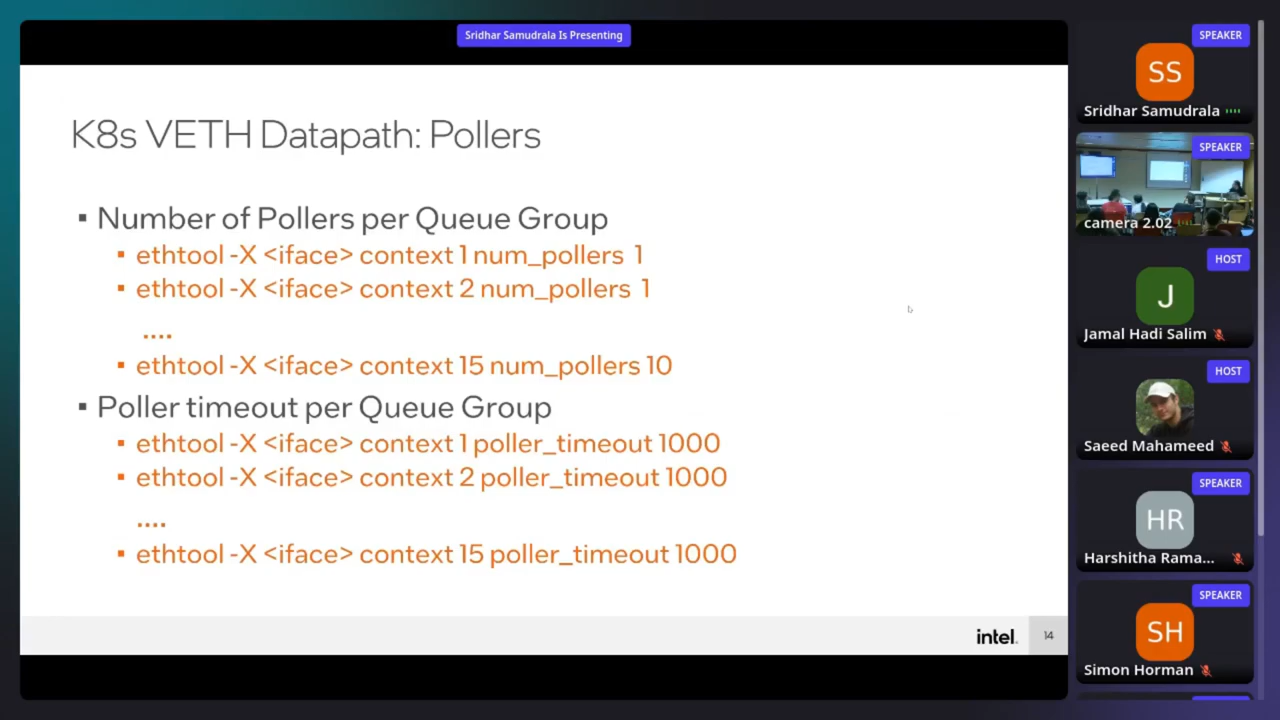 Sridhar Samudrala Is Presenting
K8s VETH Datapath: Pollers
▪ Number of Pollers per Queue Group
▪ ethtool -X <iface> context 1 num_pollers 1
▪ ethtool -X <iface> context 2 num_pollers 1
....
▪ ethtool -X <iface> context 15 num_pollers 10
▪ Poller timeout per Queue Group
▪ ethtool -X <iface> context 1 poller_timeout 1000
▪ ethtool -X <iface> context 2 poller_timeout 1000
....
▪ ethtool -X <iface> context 15 poller_timeout 1000
intel.
14
SPEAKER
SS
Sridhar Samudrala
SPEAKER
camera 2.02
HOST
J
Jamal Hadi Salim
HOST
Saeed Mahameed
SPEAKER
HR
Harshitha Rama...
SPEAKER
SH
Simon Horman